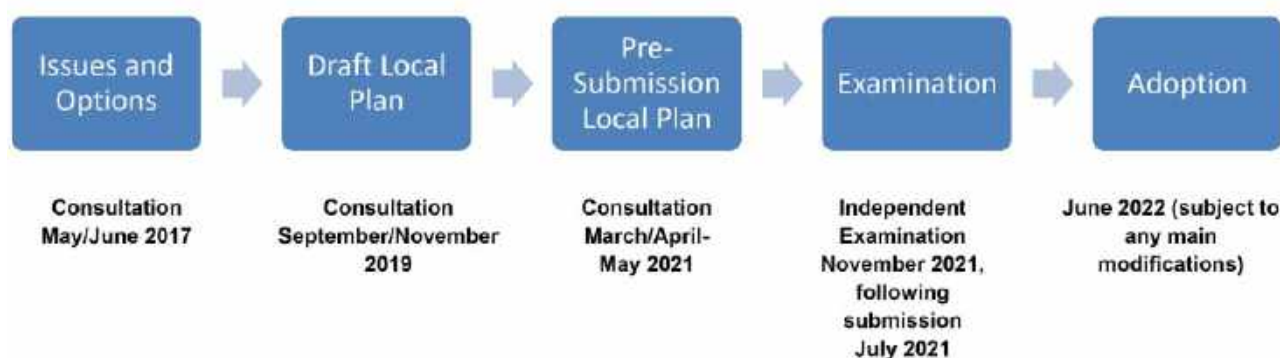 Issues and
Options
Draft Local
Plan
Pre-
Submission
Local Plan
Examination
Adoption
Consultation
May/June 2017
Consultation
September/November
2019
Consultation
March/April-
May 2021
Independent
Examination
November 2021,
following
submission
July 2021
June 2022 (subject to
any main
modifications)